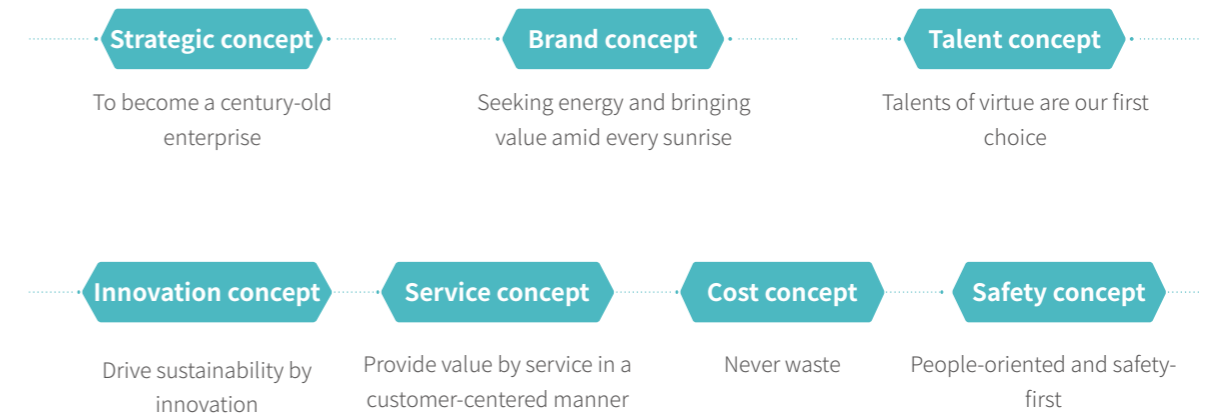 Strategic concept
To become a century-old
enterprise
Brand concept
Seeking energy and bringing
value amid every sunrise
Talent concept
Talents of virtue are our first
choice
Innovation concept
Drive sustainability by
innovation
Service concept
Provide value by service in a
customer-centered manner
Cost concept
Never waste
Safety concept
People-oriented and safety-
first